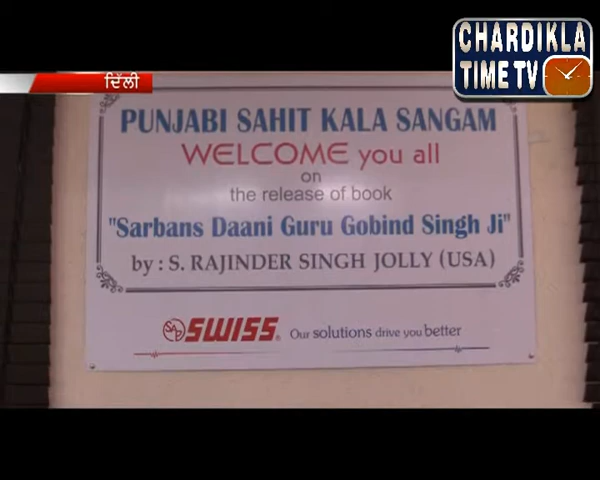 CHARDIKLA
TIME TV
ਦਿੱਲੀ
PUNJABI SAHIT KALA SANGAM
WELCOME you all
on
the release of book
"Sarbans Daani Guru Gobind Singh Ji"
by : S. RAJINDER SINGH JOLLY (USA)
SAP SWISS® Our solutions drive you better